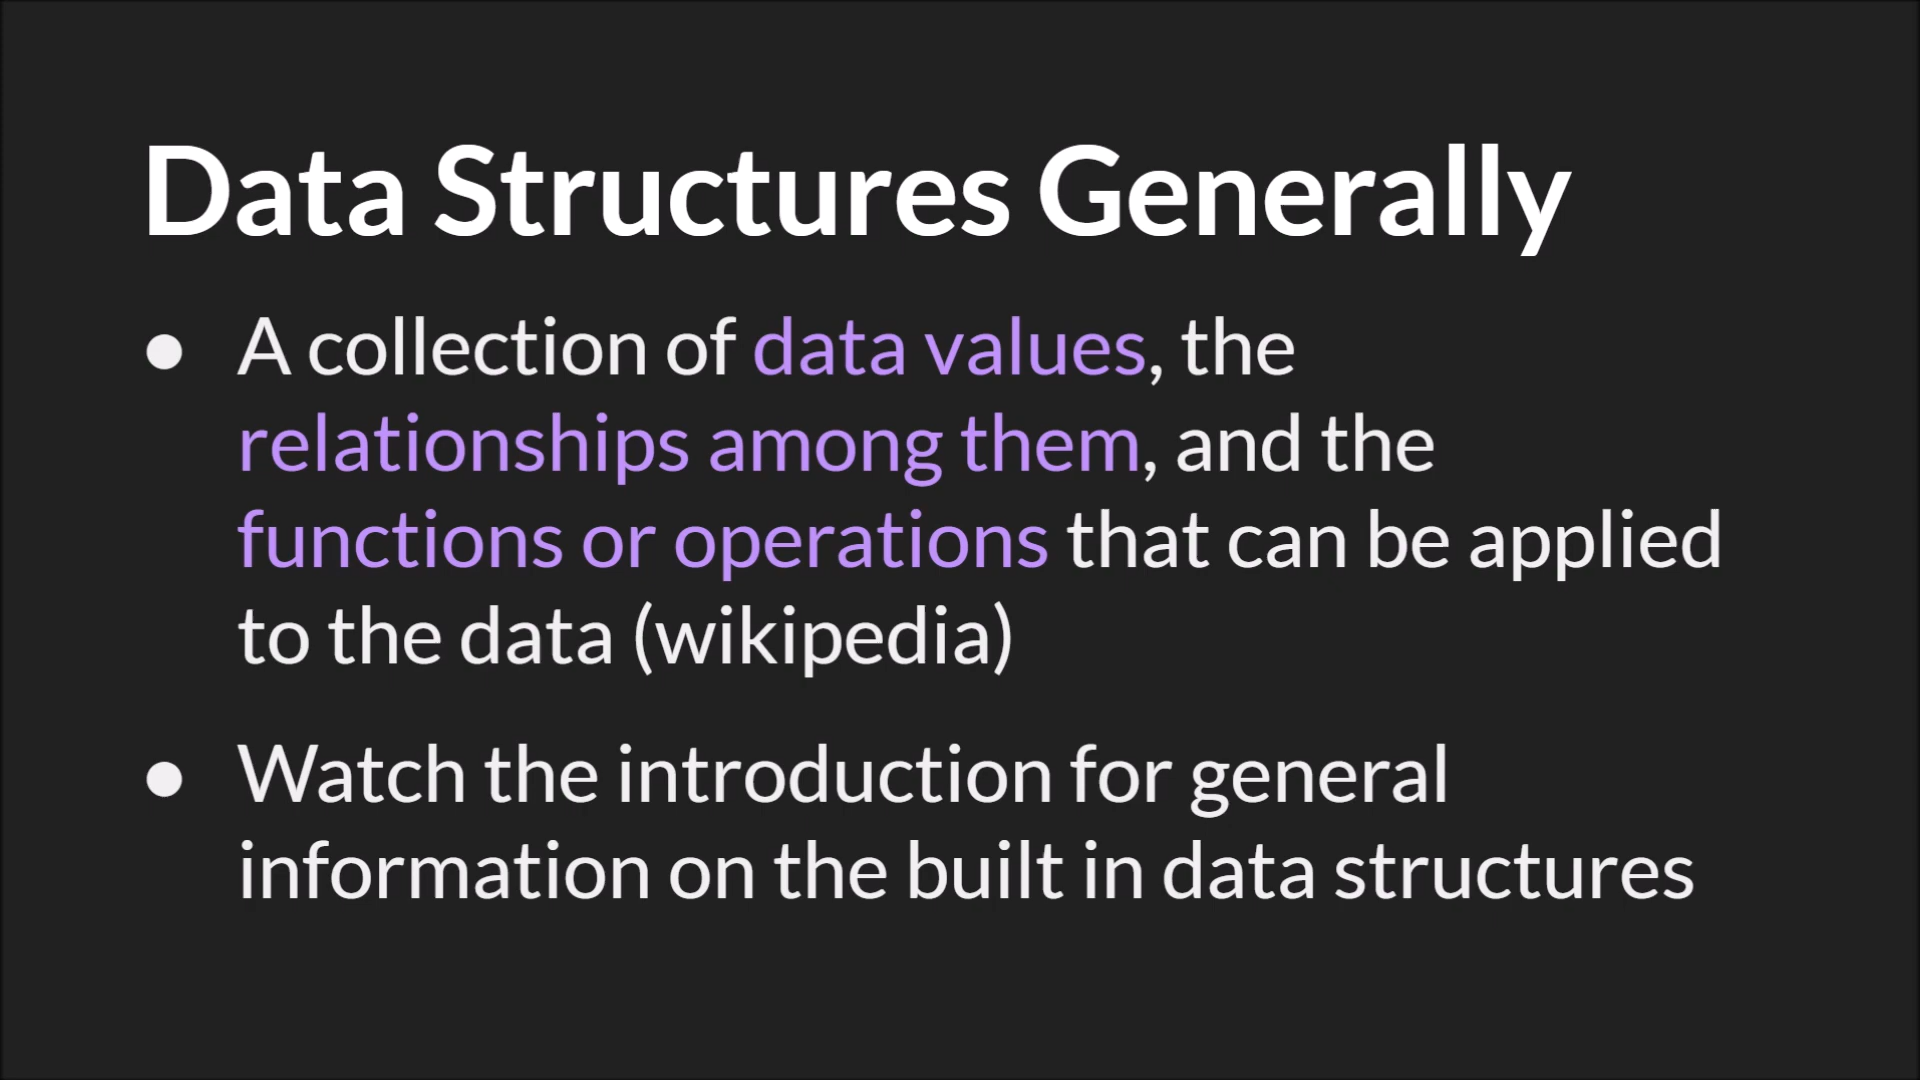 Data Structures Generally
● A collection of data values, the
relationships among them, and the
functions or operations that can be applied
to the data (wikipedia)
● Watch the introduction for general
information on the built in data structures